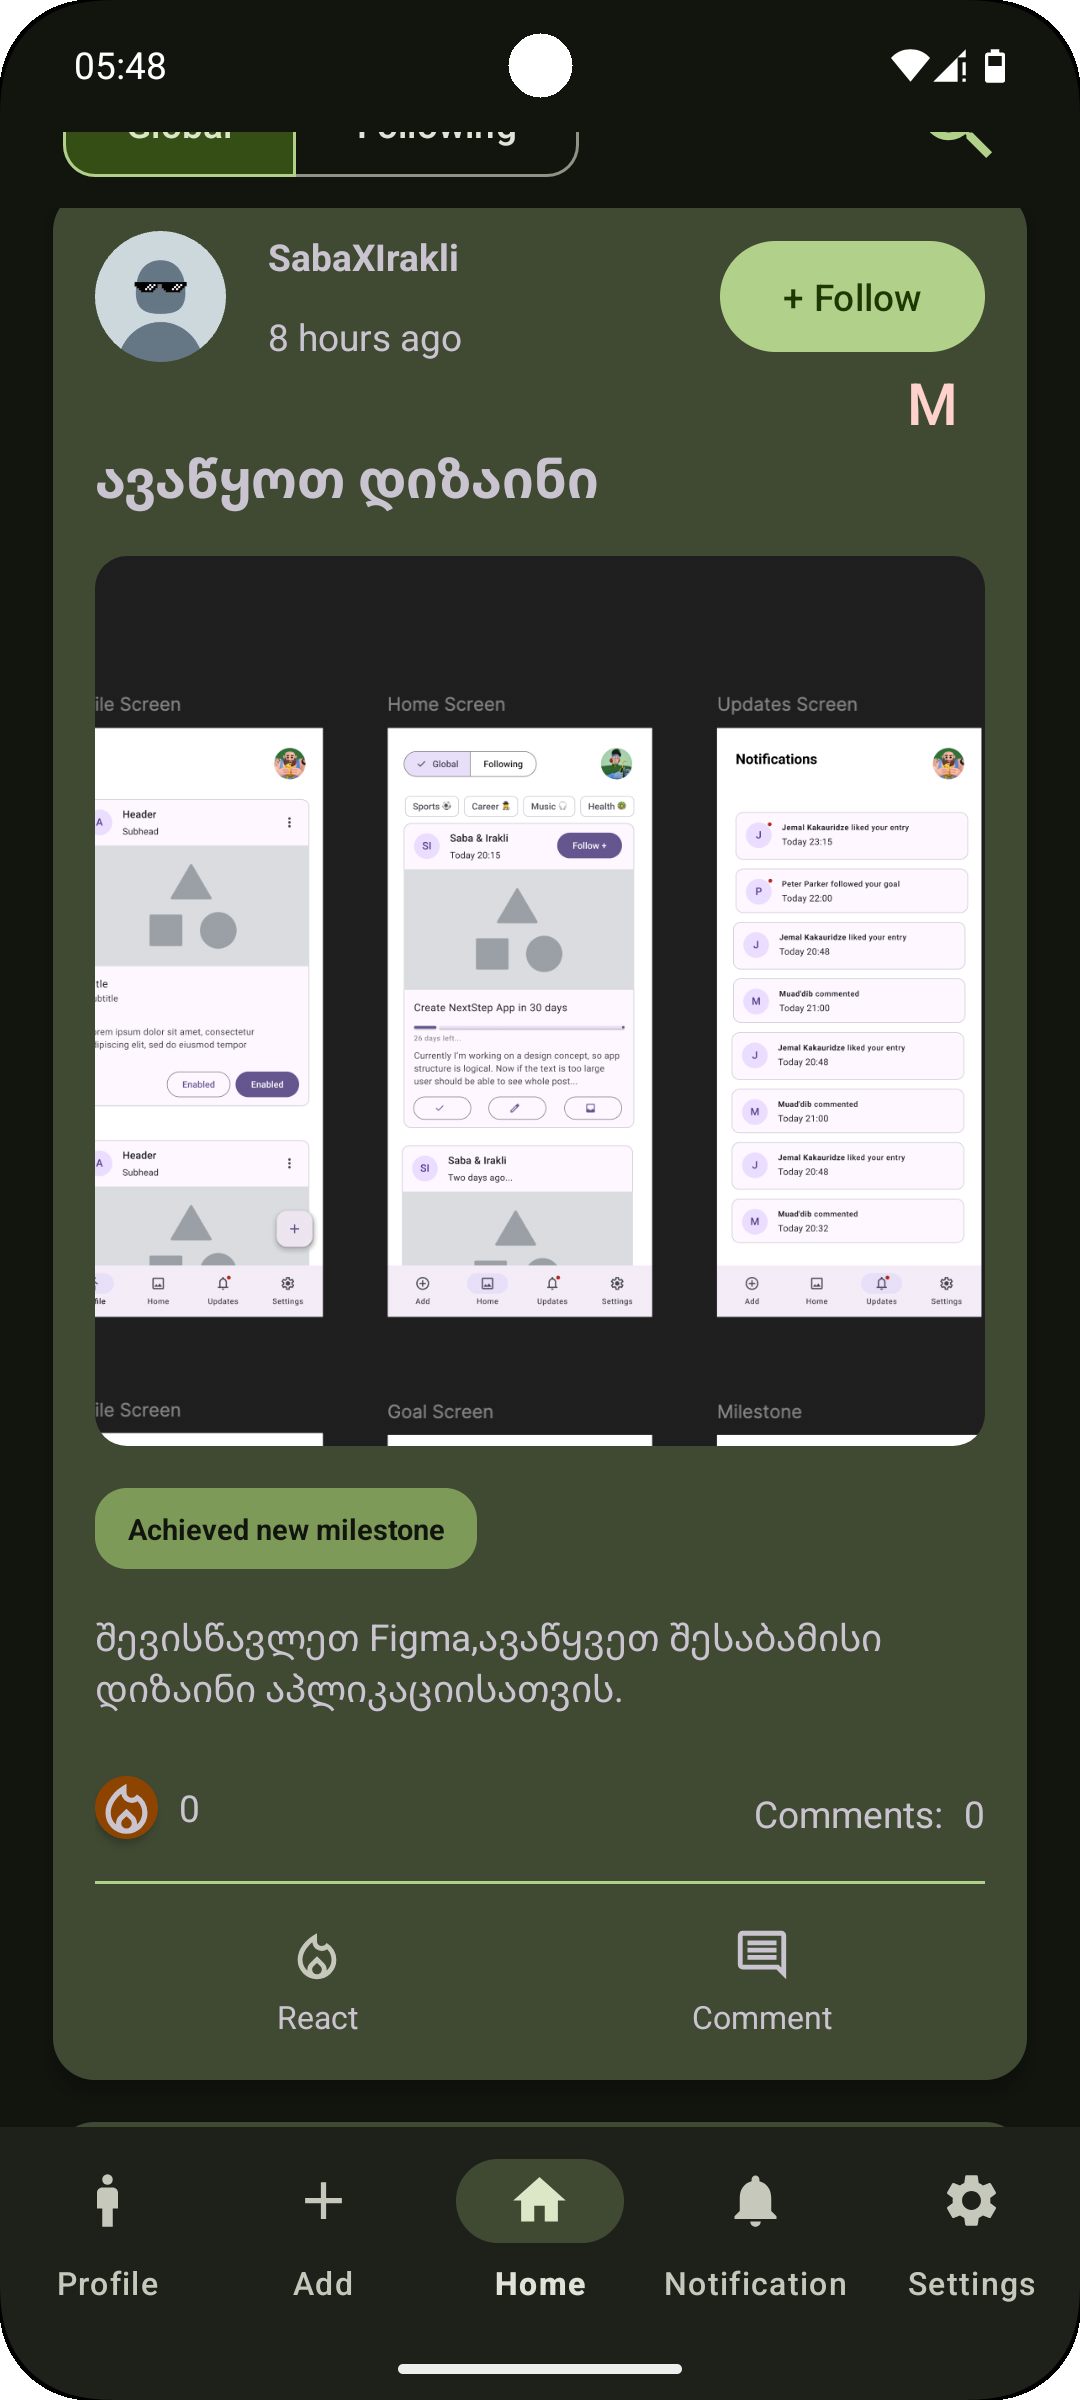 05:48
Global Following
SabaXIrakli
+ Follow
8 hours ago
M
ავაწყოთ დიზაინი
ile Screen
Home Screen
Updates Screen
A
Header
Subhead
tle
ubtitle
rem ipsum dolor sit amet, consectetur
dipiscing elit, sed do eiusmod tempor
Enabled Enabled
A
Header
Subhead
+
file Home Updates Settings
Global Following
Sports Career Music Health
SI
Saba & Irakli
Today 20:15
Follow +
Create NextStep App in 30 days
26 days left...
Currently I'm working on a design concept, so app
structure is logical. Now if the text is too large
user should be able to see whole post...
SI
Saba & Irakli
Two days ago...
Add Home Updates Settings
Notifications
J
Jemal Kakauridze liked your entry
Today 23:15
P
Peter Parker followed your goal
Today 22:00
J
Jemal Kakauridze liked your entry
Today 20:48
M
Muad'dib commented
Today 21:00
J
Jemal Kakauridze liked your entry
Today 20:48
M
Muad'dib commented
Today 21:00
J
Jemal Kakauridze liked your entry
Today 20:48
M
Muad'dib commented
Today 20:32
Add Home Updates Settings
ile Screen
Goal Screen
Milestone
Achieved new milestone
შევისწავლეთ Figma,ავაწყვეთ შესაბამისი
დიზაინი აპლიკაციისათვის.
0
Comments: 0
React
Comment
Profile Add Home Notification Settings